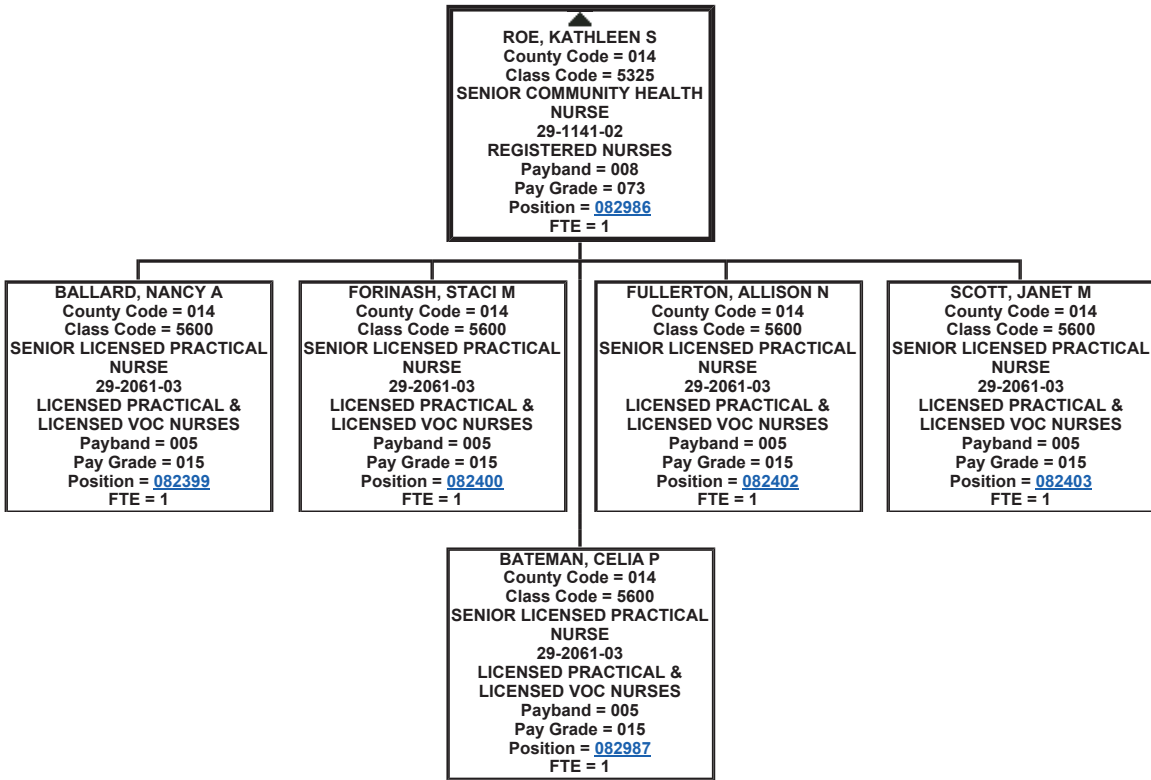 ROE, KATHLEEN S
County Code = 014
Class Code = 5325
SENIOR COMMUNITY HEALTH
NURSE
29-1141-02
REGISTERED NURSES
Payband = 008
Pay Grade = 073
Position = 082986
FTE = 1
BALLARD, NANCY A
County Code = 014
Class Code = 5600
SENIOR LICENSED PRACTICAL
NURSE
29-2061-03
LICENSED PRACTICAL &
LICENSED VOC NURSES
Payband = 005
Pay Grade = 015
Position = 082399
FTE = 1
FORINASH, STACI M
County Code = 014
Class Code = 5600
SENIOR LICENSED PRACTICAL
NURSE
29-2061-03
LICENSED PRACTICAL &
LICENSED VOC NURSES
Payband = 005
Pay Grade = 015
Position = 082400
FTE = 1
FULLERTON, ALLISON N
County Code = 014
Class Code = 5600
SENIOR LICENSED PRACTICAL
NURSE
29-2061-03
LICENSED PRACTICAL &
LICENSED VOC NURSES
Payband = 005
Pay Grade = 015
Position = 082402
FTE = 1
SCOTT, JANET M
County Code = 014
Class Code = 5600
SENIOR LICENSED PRACTICAL
NURSE
29-2061-03
LICENSED PRACTICAL &
LICENSED VOC NURSES
Payband = 005
Pay Grade = 015
Position = 082403
FTE = 1
BATEMAN, CELIA P
County Code = 014
Class Code = 5600
SENIOR LICENSED PRACTICAL
NURSE
29-2061-03
LICENSED PRACTICAL &
LICENSED VOC NURSES
Payband = 005
Pay Grade = 015
Position = 082987
FTE = 1